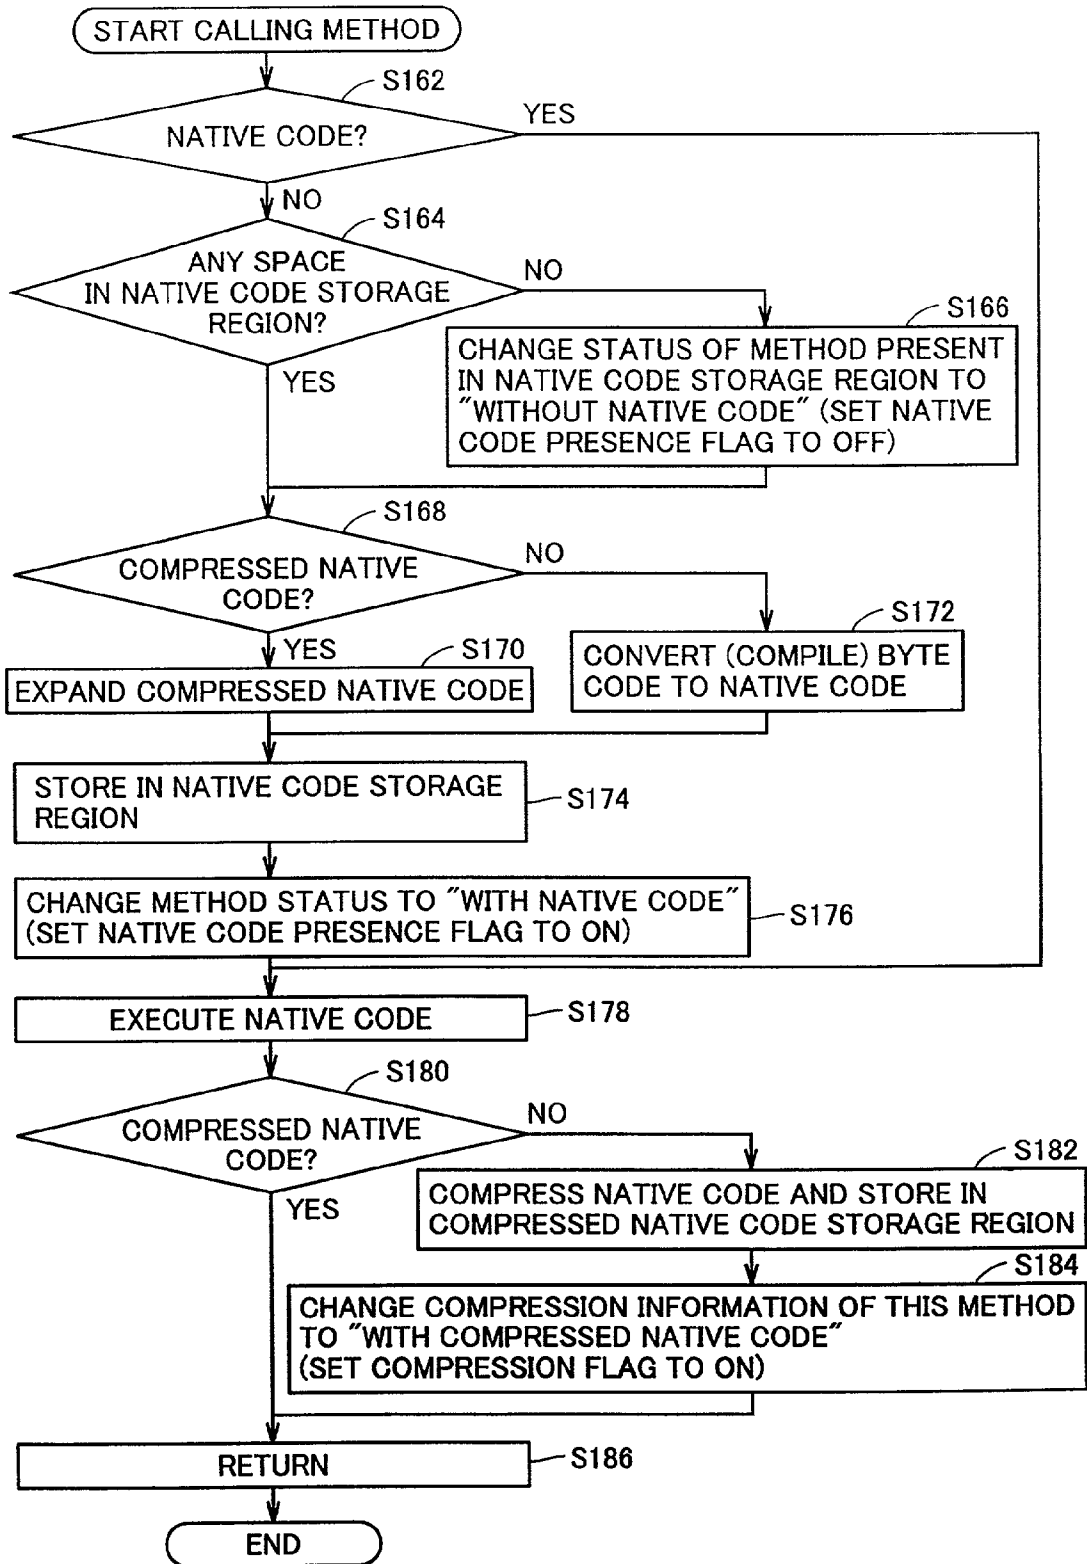 START CALLING METHOD
S162
NATIVE CODE?
YES
NO
S164
ANY SPACE
IN NATIVE CODE STORAGE
REGION?
NO
YES
S166
CHANGE STATUS OF METHOD PRESENT
IN NATIVE CODE STORAGE REGION TO
"WITHOUT NATIVE CODE" (SET NATIVE
CODE PRESENCE FLAG TO OFF)
S168
COMPRESSED NATIVE
CODE?
NO
YES
S170
EXPAND COMPRESSED NATIVE CODE
S172
CONVERT (COMPILE) BYTE
CODE TO NATIVE CODE
STORE IN NATIVE CODE STORAGE
REGION
S174
CHANGE METHOD STATUS TO "WITH NATIVE CODE"
(SET NATIVE CODE PRESENCE FLAG TO ON)
S176
EXECUTE NATIVE CODE
S178
S180
COMPRESSED NATIVE
CODE?
NO
YES
S182
COMPRESS NATIVE CODE AND STORE IN
COMPRESSED NATIVE CODE STORAGE REGION
S184
CHANGE COMPRESSION INFORMATION OF THIS METHOD
TO "WITH COMPRESSED NATIVE CODE"
(SET COMPRESSION FLAG TO ON)
RETURN
S186
END